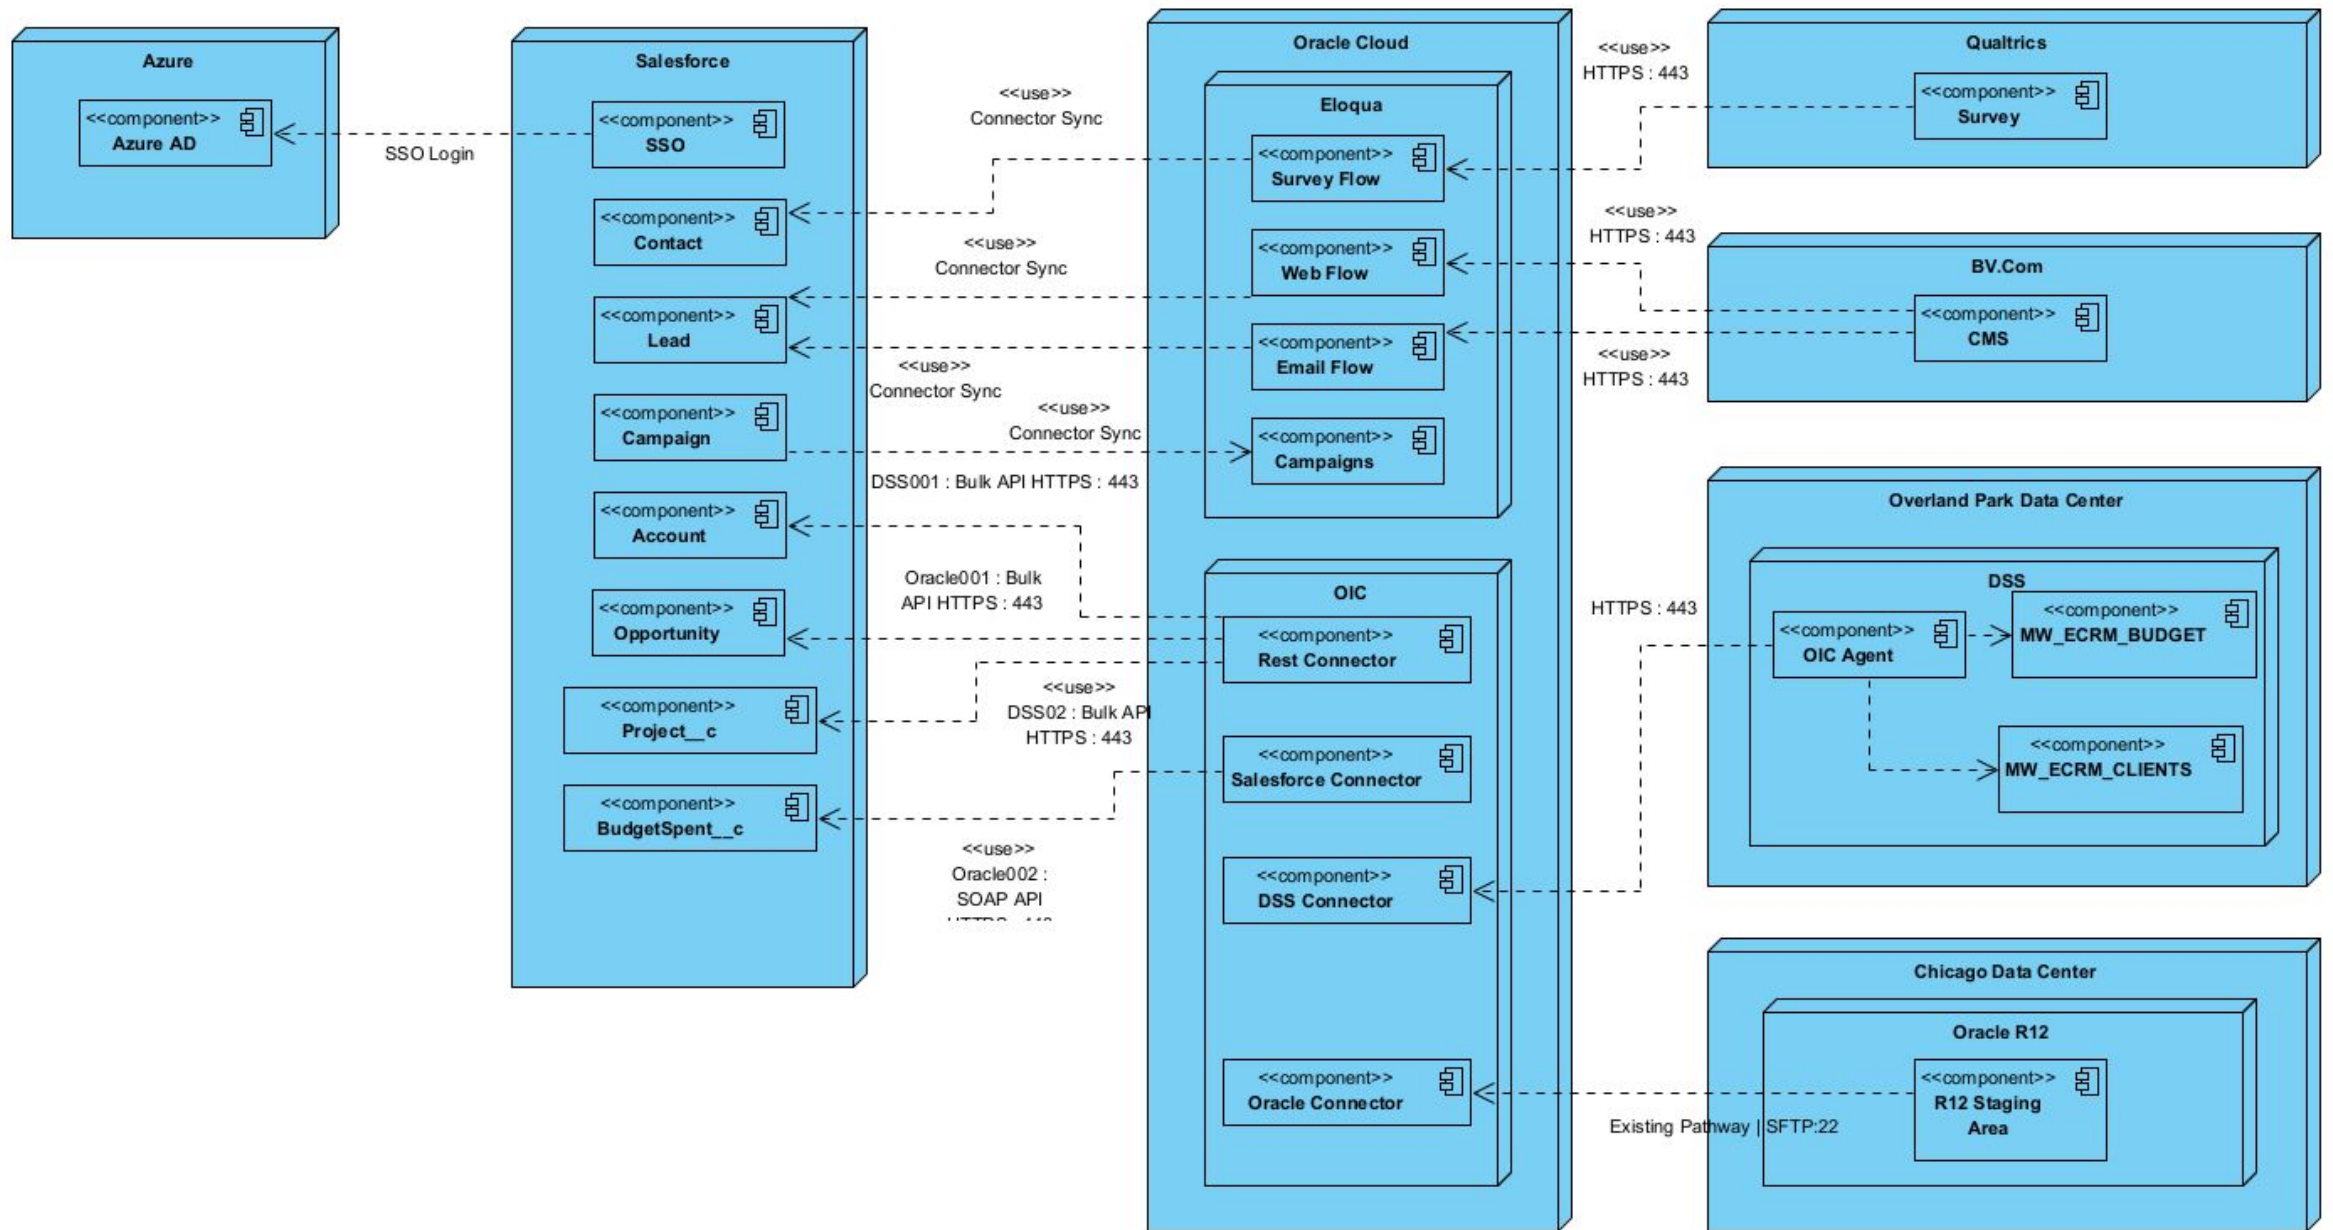 Azure
<<component>>
Azure AD
SSO Login
Salesforce
<<component>>
SSO
<<component>>
Contact
<<component>>
Lead
<<component>>
Campaign
<<component>>
Account
<<component>>
Opportunity
<<component>>
Project__c
<<component>>
BudgetSpent__c
<<use>>
Connector Sync
<<use>>
Connector Sync
<<use>>
Connector Sync
<<use>>
Connector Sync
DSS001 : Bulk API HTTPS : 443
Oracle001 : Bulk
API HTTPS : 443
<<use>>
DSS02 : Bulk API
HTTPS : 443
<<use>>
Oracle002 :
SOAP API
Oracle Cloud
Eloqua
<<component>>
Survey Flow
<<component>>
Web Flow
<<component>>
Email Flow
<<component>>
Campaigns
OIC
<<component>>
Rest Connector
<<component>>
Salesforce Connector
<<component>>
DSS Connector
<<component>>
Oracle Connector
<<use>>
HTTPS : 443
<<use>>
HTTPS : 443
<<use>>
HTTPS : 443
HTTPS : 443
Existing Pathway | SFTP:22
Qualtrics
<<component>>
Survey
BV.Com
<<component>>
CMS
Overland Park Data Center
DSS
<<component>>
OIC Agent
<<component>>
MW_ECRM_BUDGET
<<component>>
MW_ECRM_CLIENTS
Chicago Data Center
Oracle R12
<<component>>
R12 Staging
Area